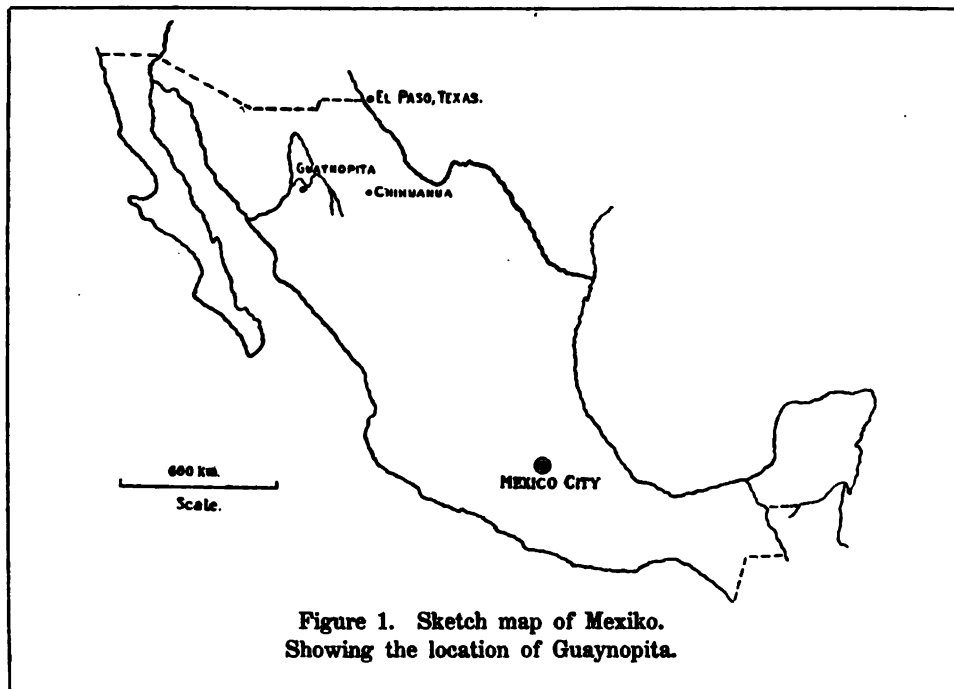 EL PASO, TEXAS.
GUAYNOPITA
CHIHUAHUA
600 KM.
Scale.
MEXICO CITY
Figure 1. Sketch map of Mexiko.
Showing the location of Guaynopita.